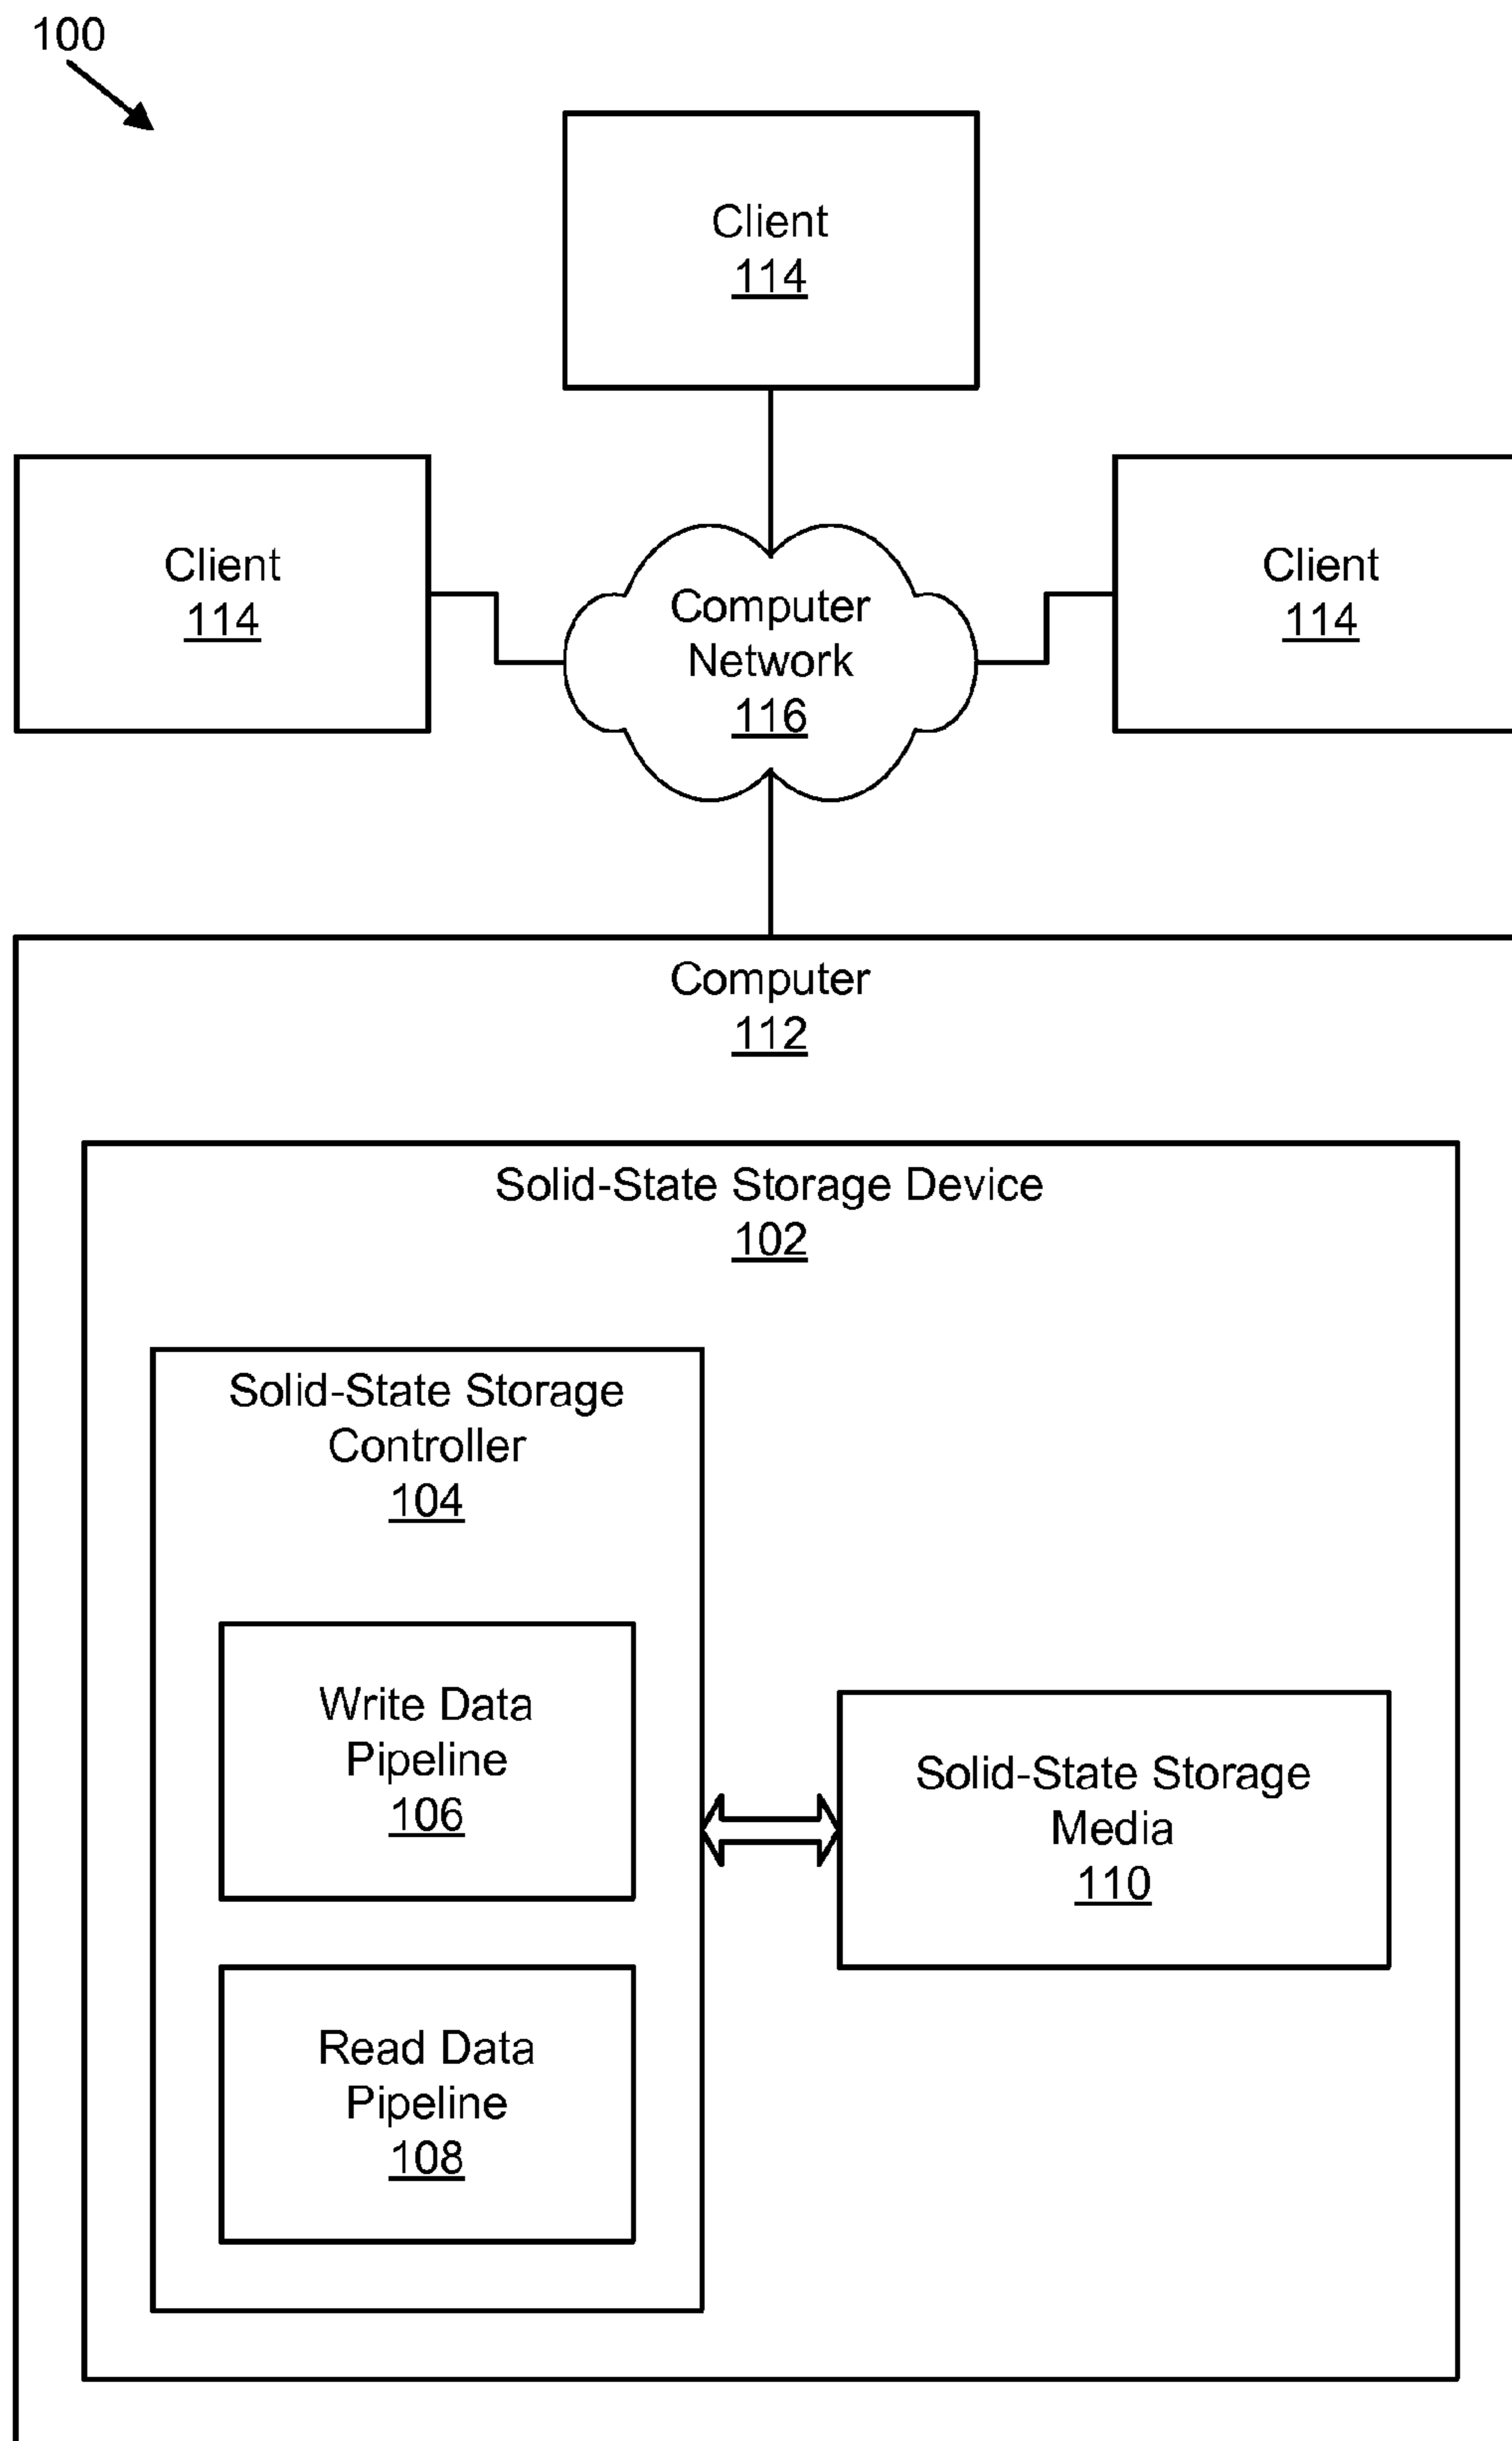 100
Client
114
Client
114
Computer
Network
116
Client
114
Computer
112
Solid-State Storage Device
102
Solid-State Storage
Controller
104
Write Data
Pipeline
106
Solid-State Storage
Media
110
Read Data
Pipeline
108